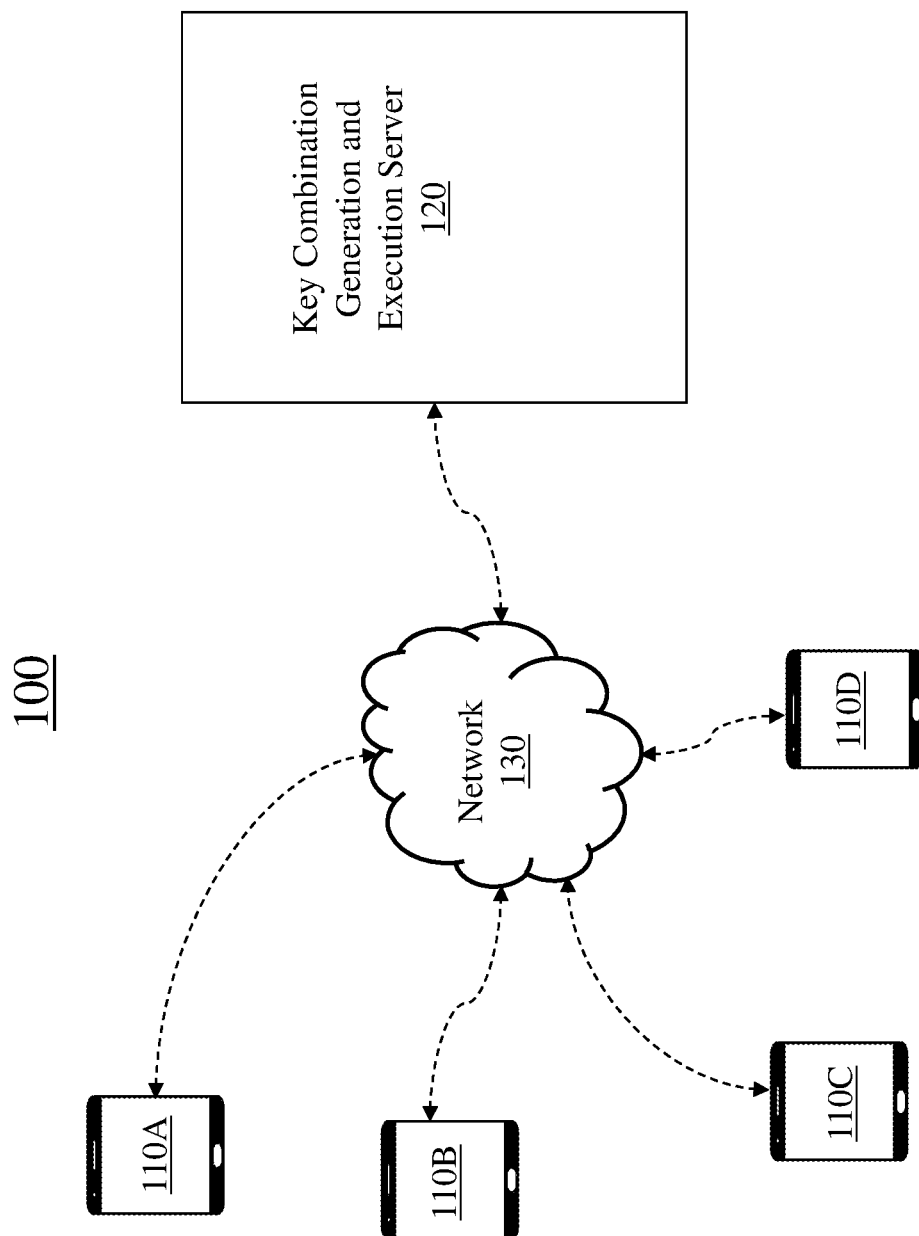 100
110A
110B
110C
110D
Network
130
Key Combination
Generation and
Execution Server
120